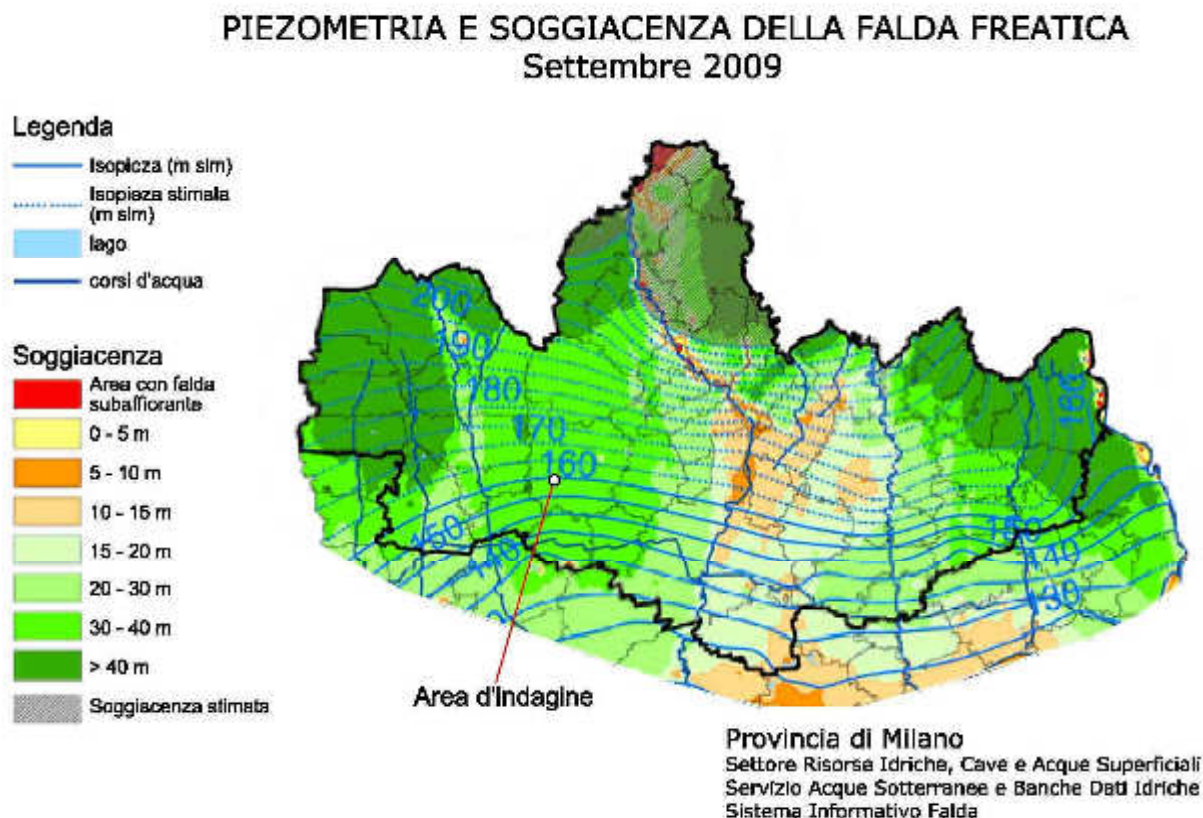 PIEZOMETRIA E SOGGIACENZA DELLA FALDA FREATICA
Settembre 2009
Legenda
Isopicza (m slm)
Isopieza stimata
(m slm)
lago
corsi d'acqua
Soggiacenza
Area con falda
subaffiorante
0 - 5 m
5 - 10 m
10 - 15 m
15 - 20 m
20 - 30 m
30 - 40 m
> 40 m
Soggiacenza stimata
200
190
180
170
160
150
140
180
150
140
130
Area d'Indagine
Provincia di Milano
Settore Risorse Idriche, Cave e Acque Superficiali
Servizio Acque Sotterranee e Banche Dati Idriche
Sistema Informativo Falda